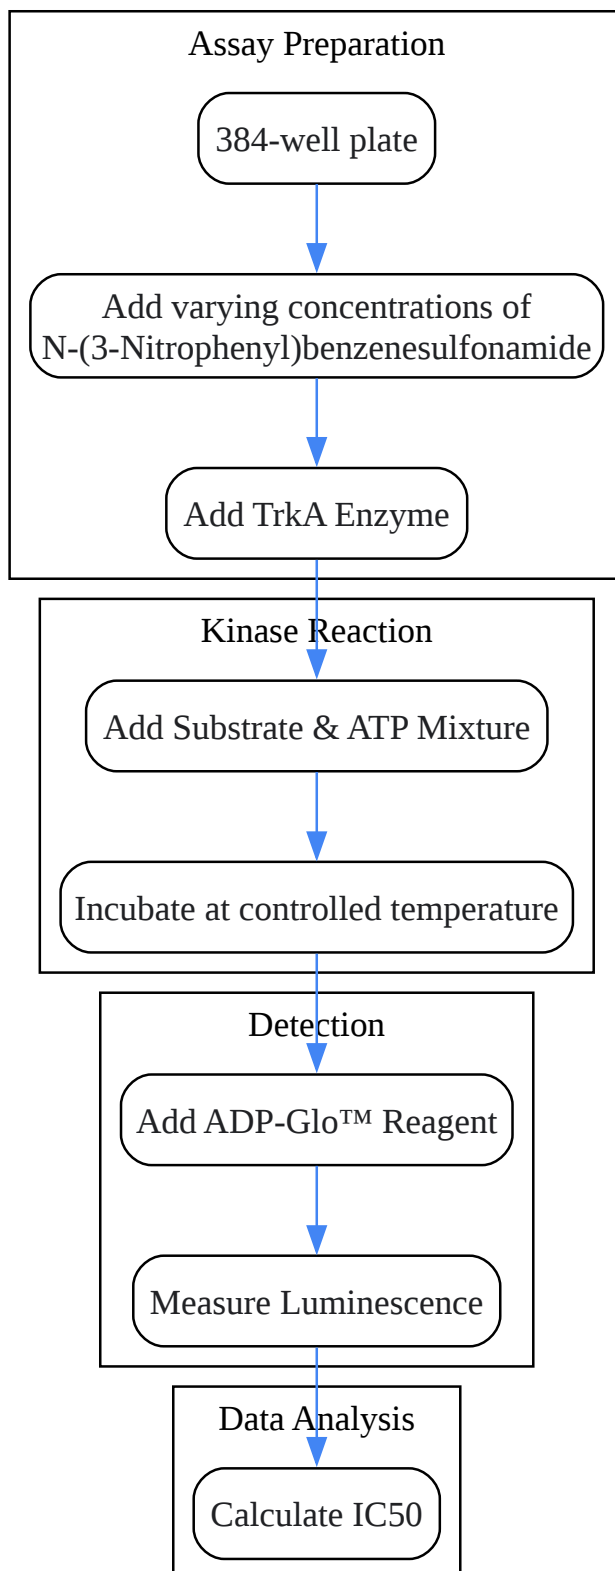 Assay Preparation
384-well plate
Add varying concentrations of
N-(3-Nitrophenyl)benzenesulfonamide
Add TrkA Enzyme
Kinase Reaction
Add Substrate & ATP Mixture
Incubate at controlled temperature
Detection
Add ADP-Glo™ Reagent
Measure Luminescence
Data Analysis
Calculate IC50